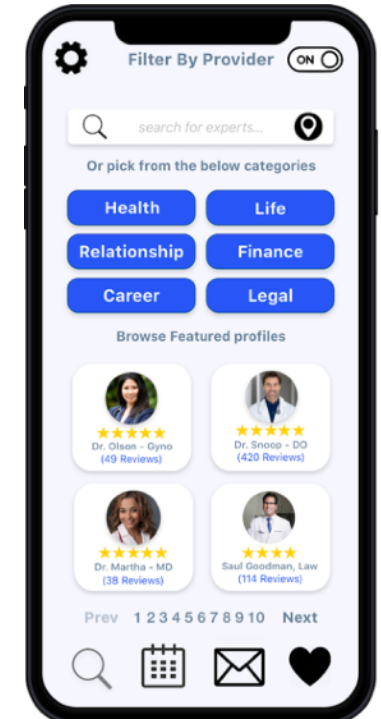 Filter By Provider ON
search for experts...
Or pick from the below categories
Health Life
Relationship Finance
Career Legal
Browse Featured profiles
Dr. Olson - Gyno
(49 Reviews)
Dr. Snoop - DO
(420 Reviews)
Dr. Martha - MD
(38 Reviews)
Saul Goodman, Law
(114 Reviews)
Prev 1 2 3 4 5 6 7 8 9 10 Next